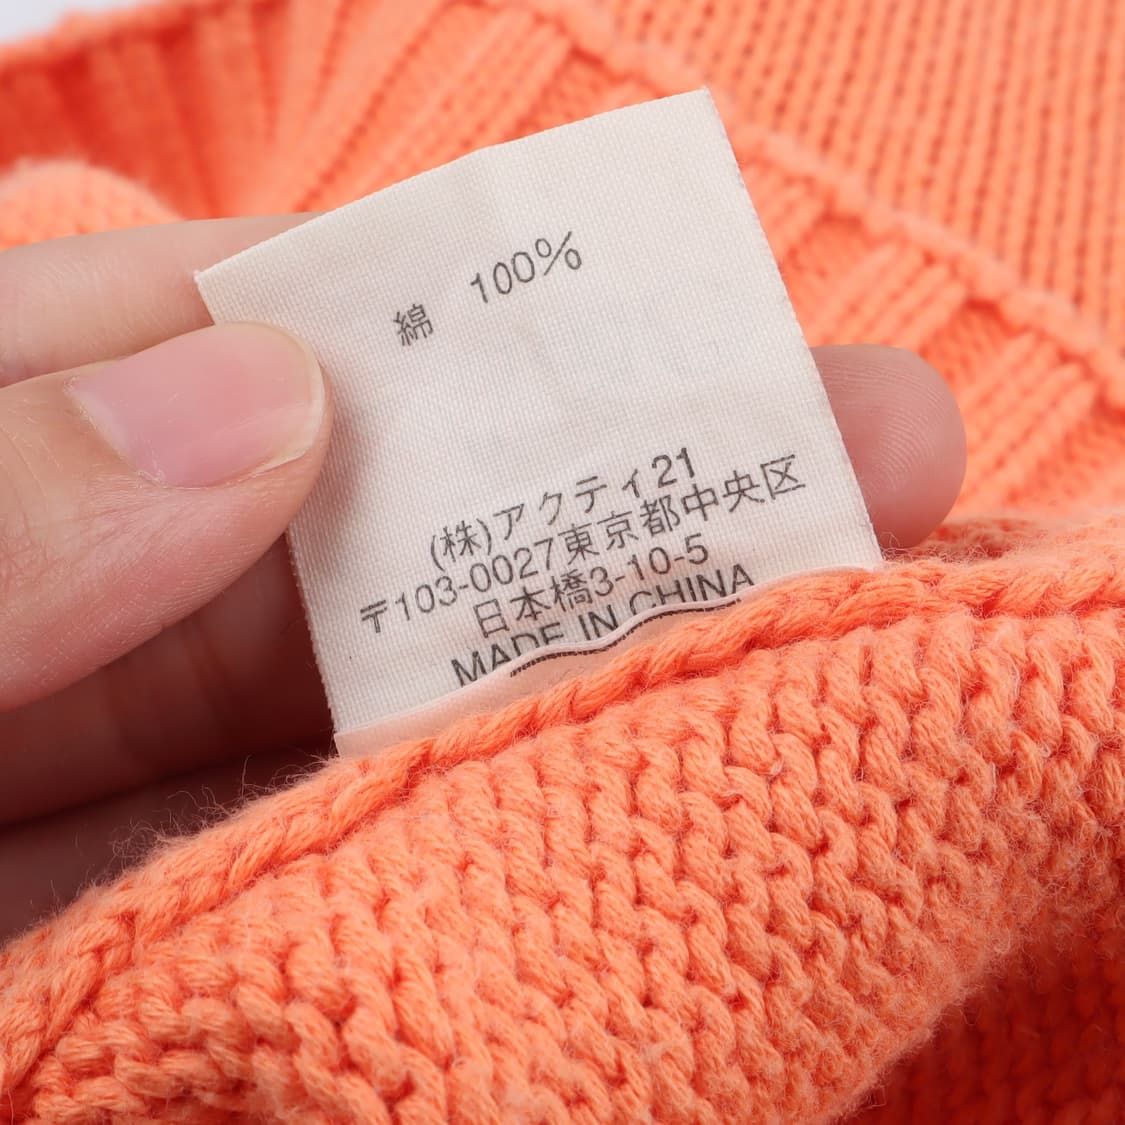 綿 100%
(株)アクティ21
〒103-0027東京都中央区
日本橋3-10-5
MADE IN CHINA